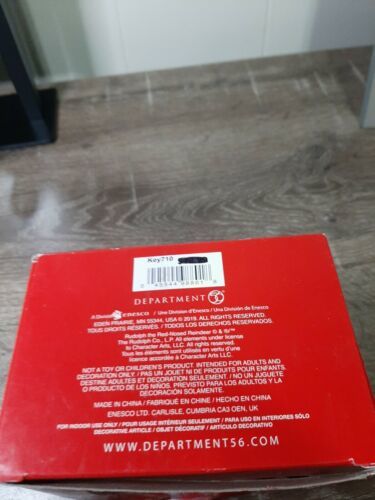 Key710
DEPARTMENT 56
A Division of enesco / Une Division d'Enesco / Una División de Enesco
EDEN PRAIRIE, MN 55344, USA © 2019. ALL RIGHTS RESERVED /
TOUS DROITS RÉSERVÉS. / TODOS LOS DERECHOS RESERVADOS.
Rudolph the Red-Nosed Reindeer © & ®/™
The Rudolph Co., L.P. All elements under license
to Character Arts, LLC. All rights reserved.
Tous les éléments sont utilisés en vertu d'une
licence accordée à Character Arts LLC.
NOT A TOY OR CHILDREN'S PRODUCT. INTENDED FOR ADULTS AND
DECORATION ONLY. / PAS UN JOUET NI DE PRODUITS POUR ENFANTS.
DESTINÉ ADULTES ET DÉCORATION SEULEMENT. / NO UN JUGUETE
O PRODUCTO DE LOS NIÑOS. PREVISTO PARA LOS ADULTOS Y LA
DECORACIÓN SOLAMENTE.
MADE IN CHINA / FABRIQUÉ EN CHINE / HECHO EN CHINA
ENESCO LTD. CARLISLE, CUMBRIA CA3 OEN, UK
FOR INDOOR USE ONLY / POUR USAGE INTÉRIEUR SEULEMENT / PARA USO EN INTERIORES SÓLO
DECORATIVE ARTICLE / OBJET DÉCORATIF / ARTICULO DECORATIVO
WWW.DEPARTMENT56.COM